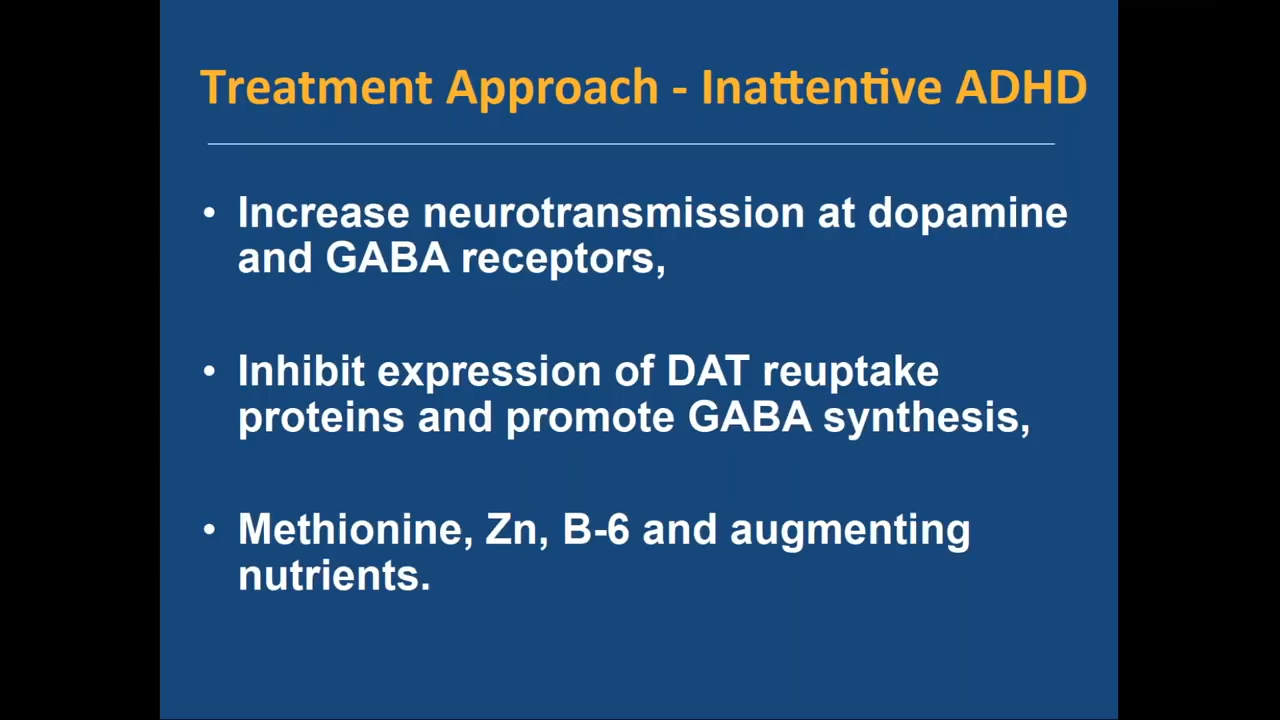 Treatment Approach - Inattentive ADHD
• Increase neurotransmission at dopamine
and GABA receptors,
• Inhibit expression of DAT reuptake
proteins and promote GABA synthesis,
• Methionine, Zn, B-6 and augmenting
nutrients.